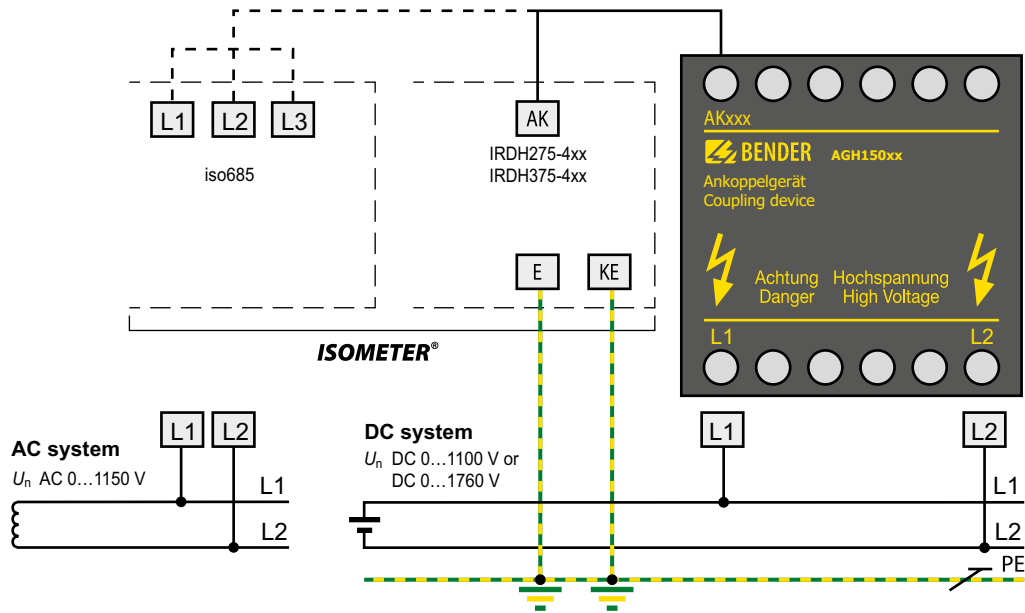 L1 L2 L3
iso685
AK
IRDH275-4xx
IRDH375-4xx
E KE
ISOMETER®
AKxxx
BENDER AGH150xx
Ankoppelgerät
Coupling device
Achtung Hochspannung
Danger High Voltage
L1 L2
AC system
Un AC 0...1150 V
L1 L2
L1
L2
DC system
Un DC 0...1100 V or
DC 0...1760 V
L1 L2
L1
L2
PE